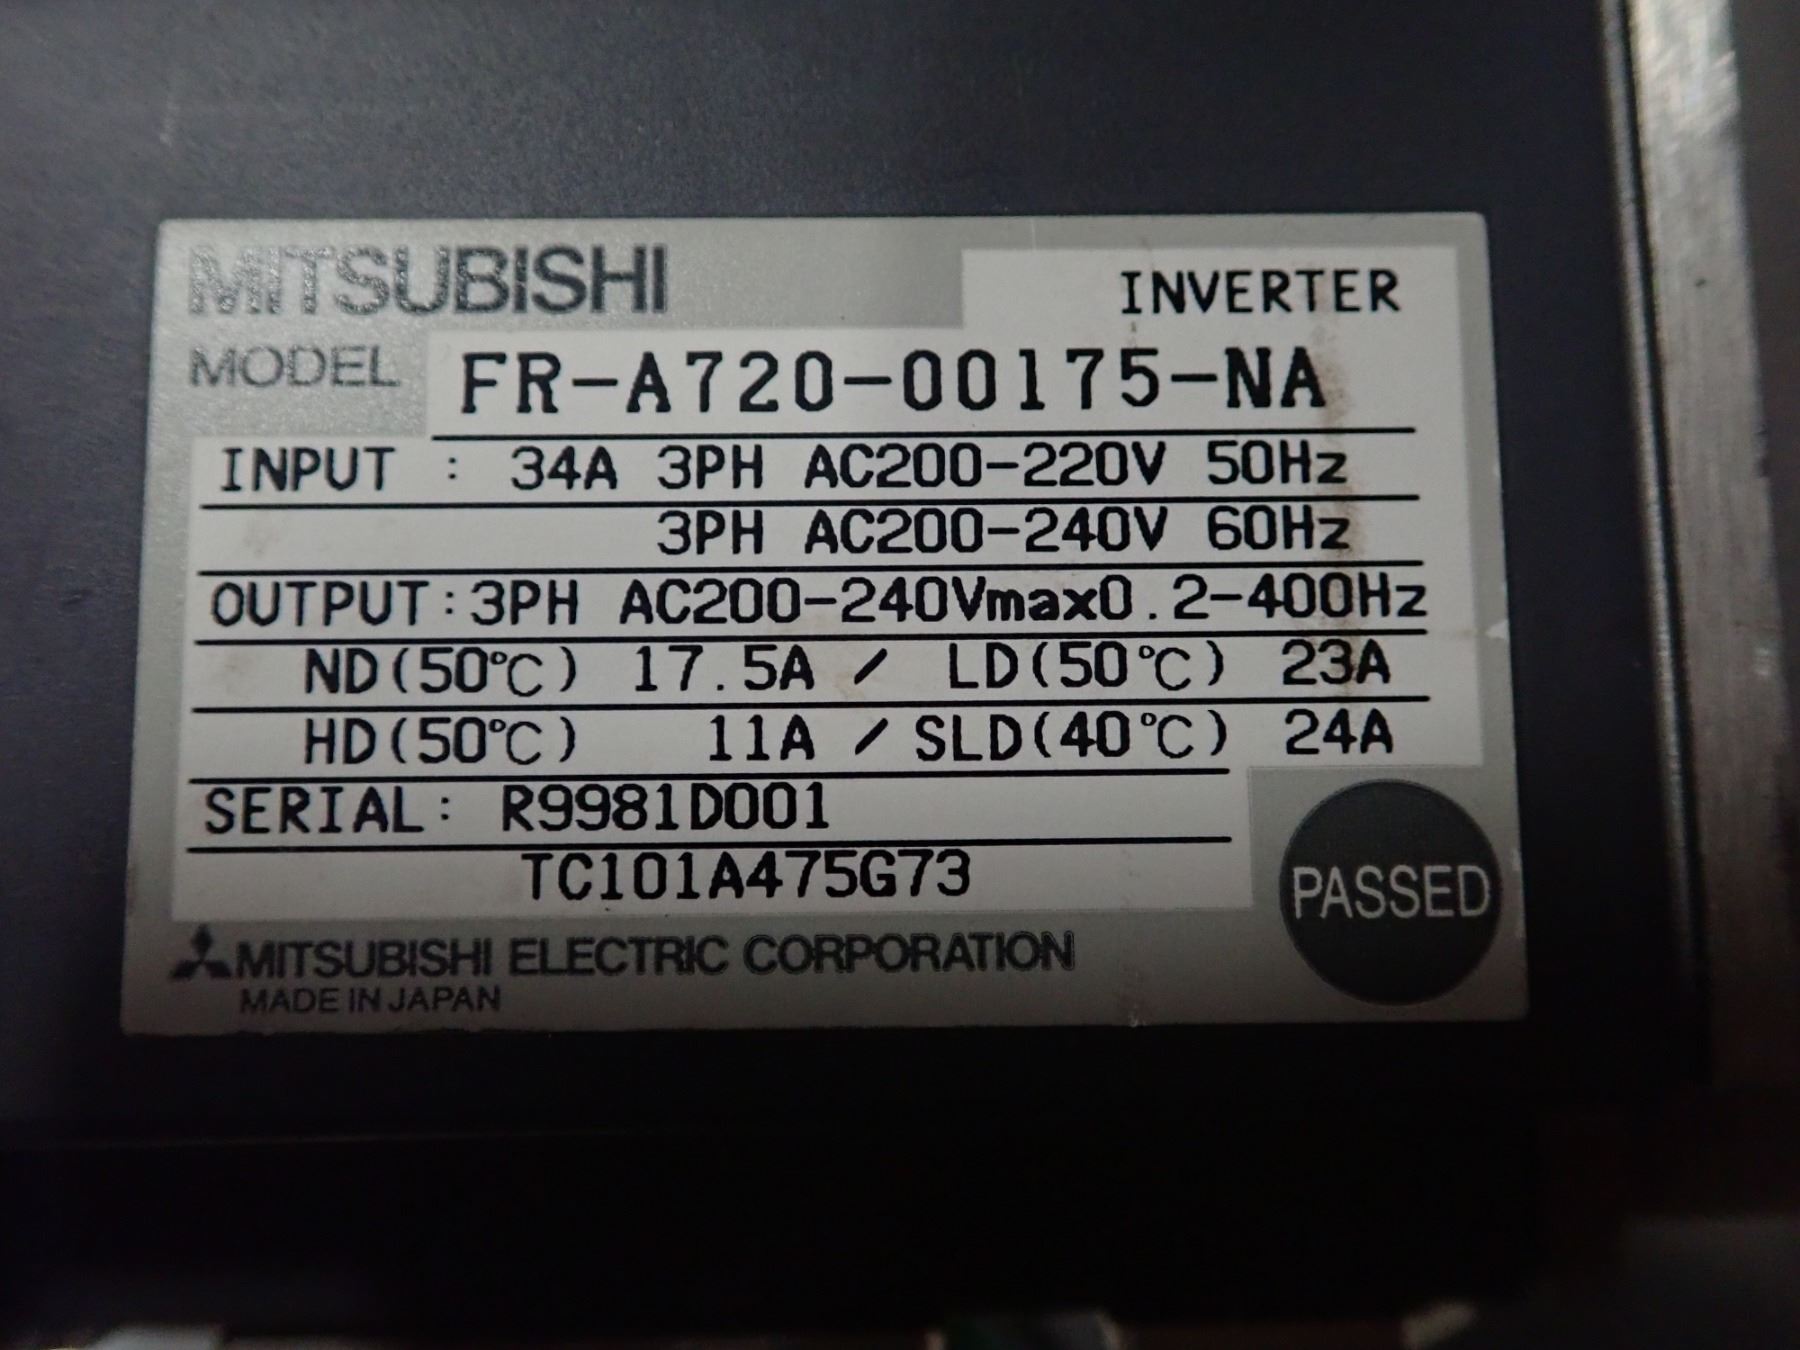 MITSUBISHI
INVERTER
MODEL FR-A720-00175-NA
INPUT : 34A 3PH AC200-220V 50Hz
3PH AC200-240V 60Hz
OUTPUT:3PH AC200-240Vmax0.2-400Hz
ND(50℃) 17.5A / LD(50℃) 23A
HD(50℃) 11A / SLD(40℃) 24A
SERIAL: R9981D001
TC101A475G73
PASSED
MITSUBISHI ELECTRIC CORPORATION
MADE IN JAPAN